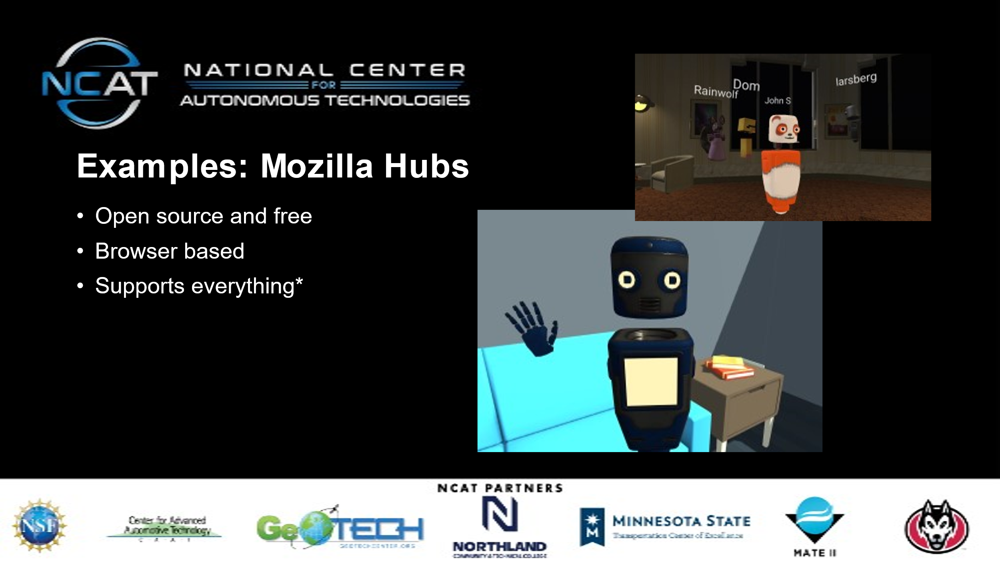 NCAT
NATIONAL CENTER
FOR
AUTONOMOUS TECHNOLOGIES
Examples: Mozilla Hubs
• Open source and free
• Browser based
• Supports everything*
Rainwolf
Dom
John S
larsberg
NCAT PARTNERS
NSF
Center for Advanced
Automotive Technology
C A A T
GeoTECH
GEOTECHCENTER.ORG
N
NORTHLAND
COMMUNITY & TECHNICAL COLLEGE
M
MINNESOTA STATE
Transportation Center of Excellence
MATE II